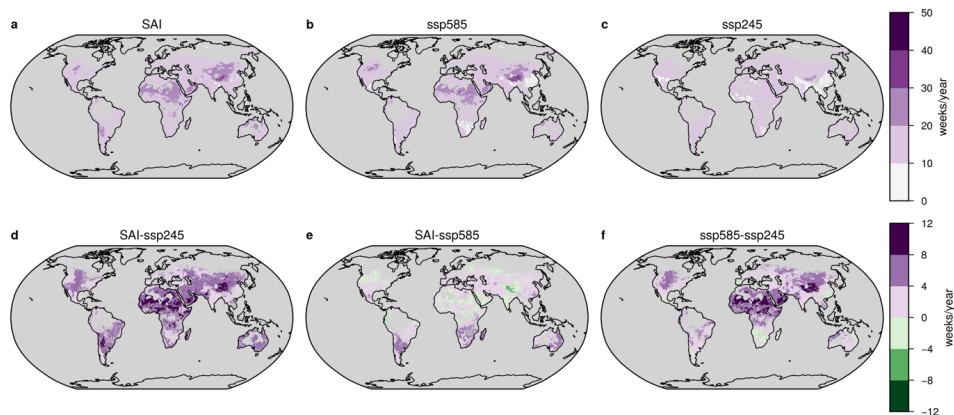 a SAI
b ssp585
c ssp245
50
40
30
20
10
0
weeks/year
d SAI-ssp245
e SAI-ssp585
f ssp585-ssp245
12
8
4
0
−4
−8
−12
weeks/year